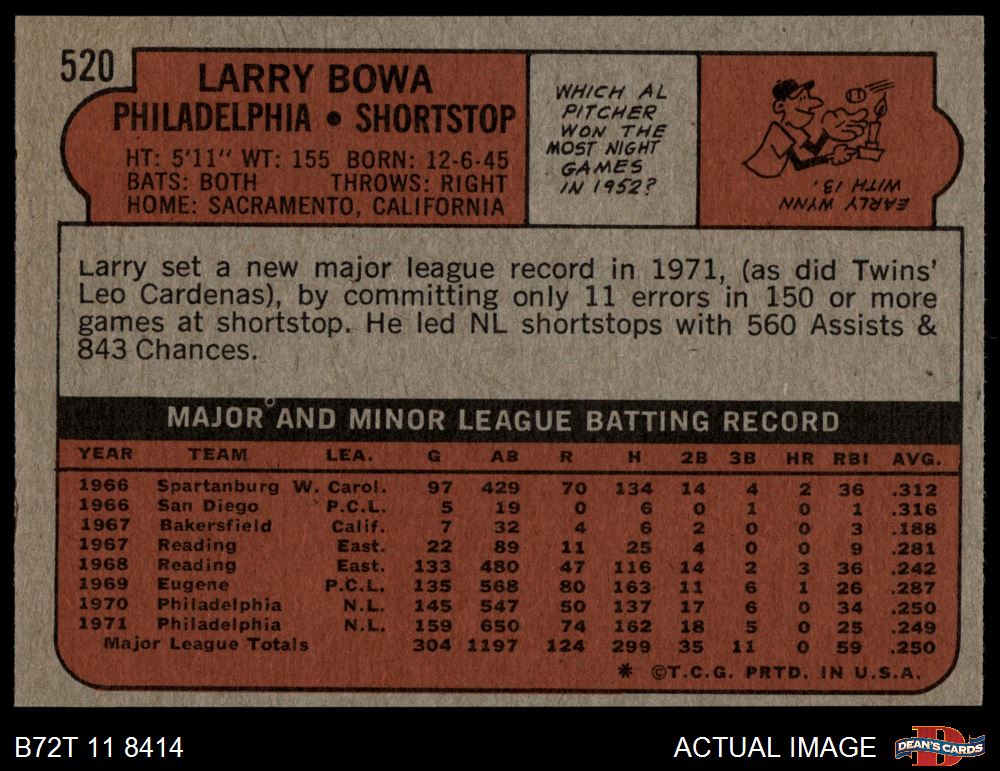 520
LARRY BOWA
PHILADELPHIA • SHORTSTOP
HT: 5'11" WT: 155 BORN: 12-6-45
BATS: BOTH THROWS: RIGHT
HOME: SACRAMENTO, CALIFORNIA
WHICH AL
PITCHER
WON THE
MOST NIGHT
GAMES
IN 1952?
EARLY WYNN
WITH 13.
Larry set a new major league record in 1971, (as did Twins'
Leo Cardenas), by committing only 11 errors in 150 or more
games at shortstop. He led NL shortstops with 560 Assists &
843 Chances.
MAJOR AND MINOR LEAGUE BATTING RECORD
YEAR TEAM LEA. G AB R H 2B 3B HR RBI AVG.
1966 Spartanburg W. Carol. 97 429 70 134 14 4 2 36 .312
1966 San Diego P.C.L. 5 19 0 6 0 1 0 1 .316
1967 Bakersfield Calif. 7 32 4 6 2 0 0 3 .188
1967 Reading East. 22 89 11 25 4 0 0 9 .281
1968 Reading East. 133 480 47 116 14 2 3 36 .242
1969 Eugene P.C.L. 135 568 80 163 11 6 1 26 .287
1970 Philadelphia N.L. 145 547 50 137 17 6 0 34 .250
1971 Philadelphia N.L. 159 650 74 162 18 5 0 25 .249
Major League Totals 304 1197 124 299 35 11 0 59 .250
* ©T.C.G. PRTD. IN U.S.A.
B72T 11 8414
ACTUAL IMAGE
DEAN'S CARDS